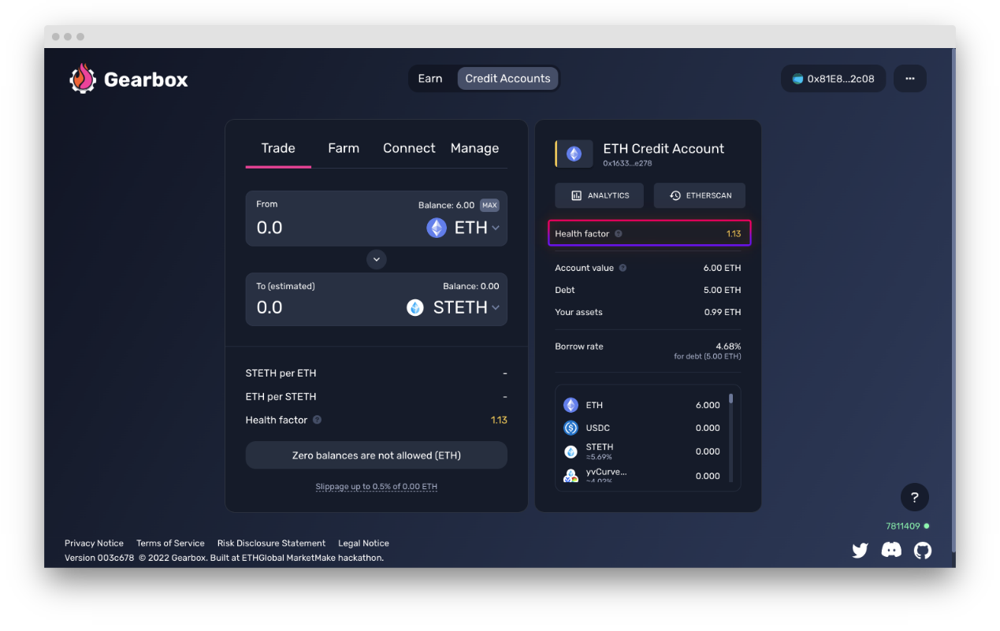 Gearbox
Earn Credit Accounts
0x81E8...2c08
Trade Farm Connect Manage
From Balance: 6.00 MAX
0.0 ETH
To (estimated) Balance: 0.00
0.0 STETH
STETH per ETH -
ETH per STETH -
Health factor ? 1.13
Zero balances are not allowed (ETH)
Slippage up to 0.5% of 0.00 ETH
ETH Credit Account
0x1633...e278
ANALYTICS ETHERSCAN
Health factor ? 1.13
Account value ? 6.00 ETH
Debt 5.00 ETH
Your assets 0.99 ETH
Borrow rate 4.68%
for debt (5.00 ETH)
ETH 6.000
USDC 0.000
STETH 0.000
≈5.69%
yvCurve... 0.000
≈4.02%
?
7811409
Privacy Notice Terms of Service Risk Disclosure Statement Legal Notice
Version 003c678 © 2022 Gearbox. Built at ETHGlobal MarketMake hackathon.